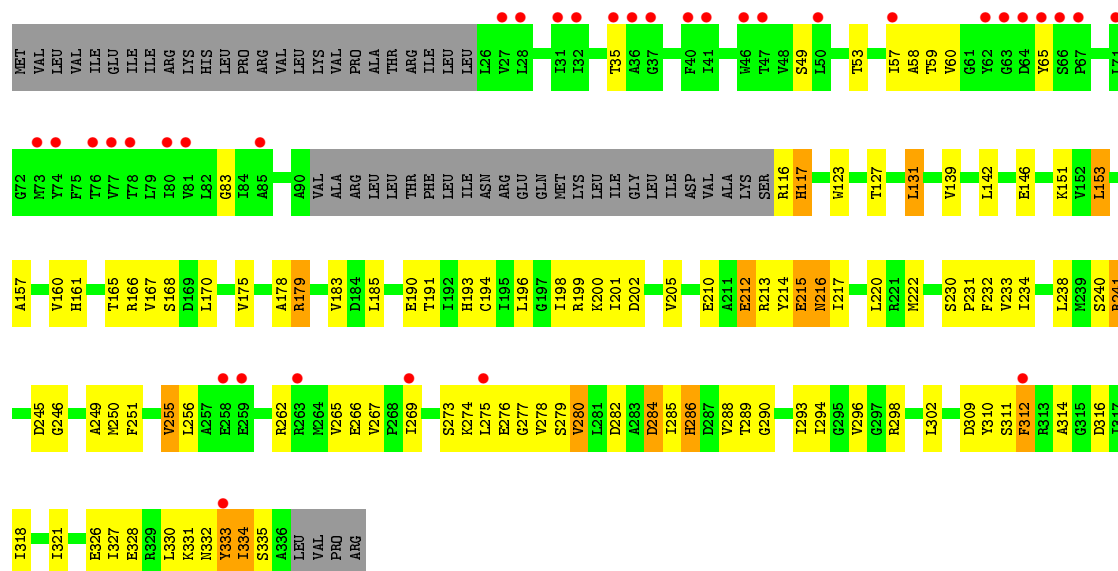 MET VAL LEU VAL ILE GLU ILE ILE ARG LYS HIS LEU PRO ARG VAL LEU LYS VAL PRO ALA THR ARG ILE LEU LEU L26 V27 L28 I31 I32 T35 A36 G37 F40 I41 W46 T47 V48 S49 L50 T53 I57 A58 T59 V60 G61 Y62 G63 D64 Y65 S66 P67
G72 M73 Y74 F75 T76 V77 T78 L79 I80 V81 L82 G83 I84 A85 A90 VAL ALA ARG LEU LEU THR PHE LEU ILE ASN ARG GLU GLN MET LYS LEU ILE GLY LEU ILE ASP VAL ALA LYS SER R116 H117 W123 T127 L131 V139 L142 E146 K151 V152 L153
A157 V160 H161 T165 R166 V167 S168 D169 L170 V175 A178 R179 V183 D184 L185 E190 T191 I192 H193 C194 I195 L196 G197 I198 R199 K200 I201 D202 V205 E210 A211 E212 R213 Y214 E215 N216 I217 L220 R221 M222 S230 P231 F232 V233 I234 L238 M239 S240
D245 G246 A249 M250 F251 V255 L256 A257 E258 E259 R262 R263 M264 V265 E266 V267 P268 I269 S273 K274 L275 E276 G277 V278 S279 V280 L281 D282 A283 D284 I285 H286 D287 V288 T289 G290 I293 I294 G295 V296 G297 R298 L302 D309 Y310 S311 F312 R313 A314 G315 D316 I317
I318 I321 E326 I327 E328 R329 L330 K331 N332 Y333 I334 S335 A336 LEU VAL PRO ARG